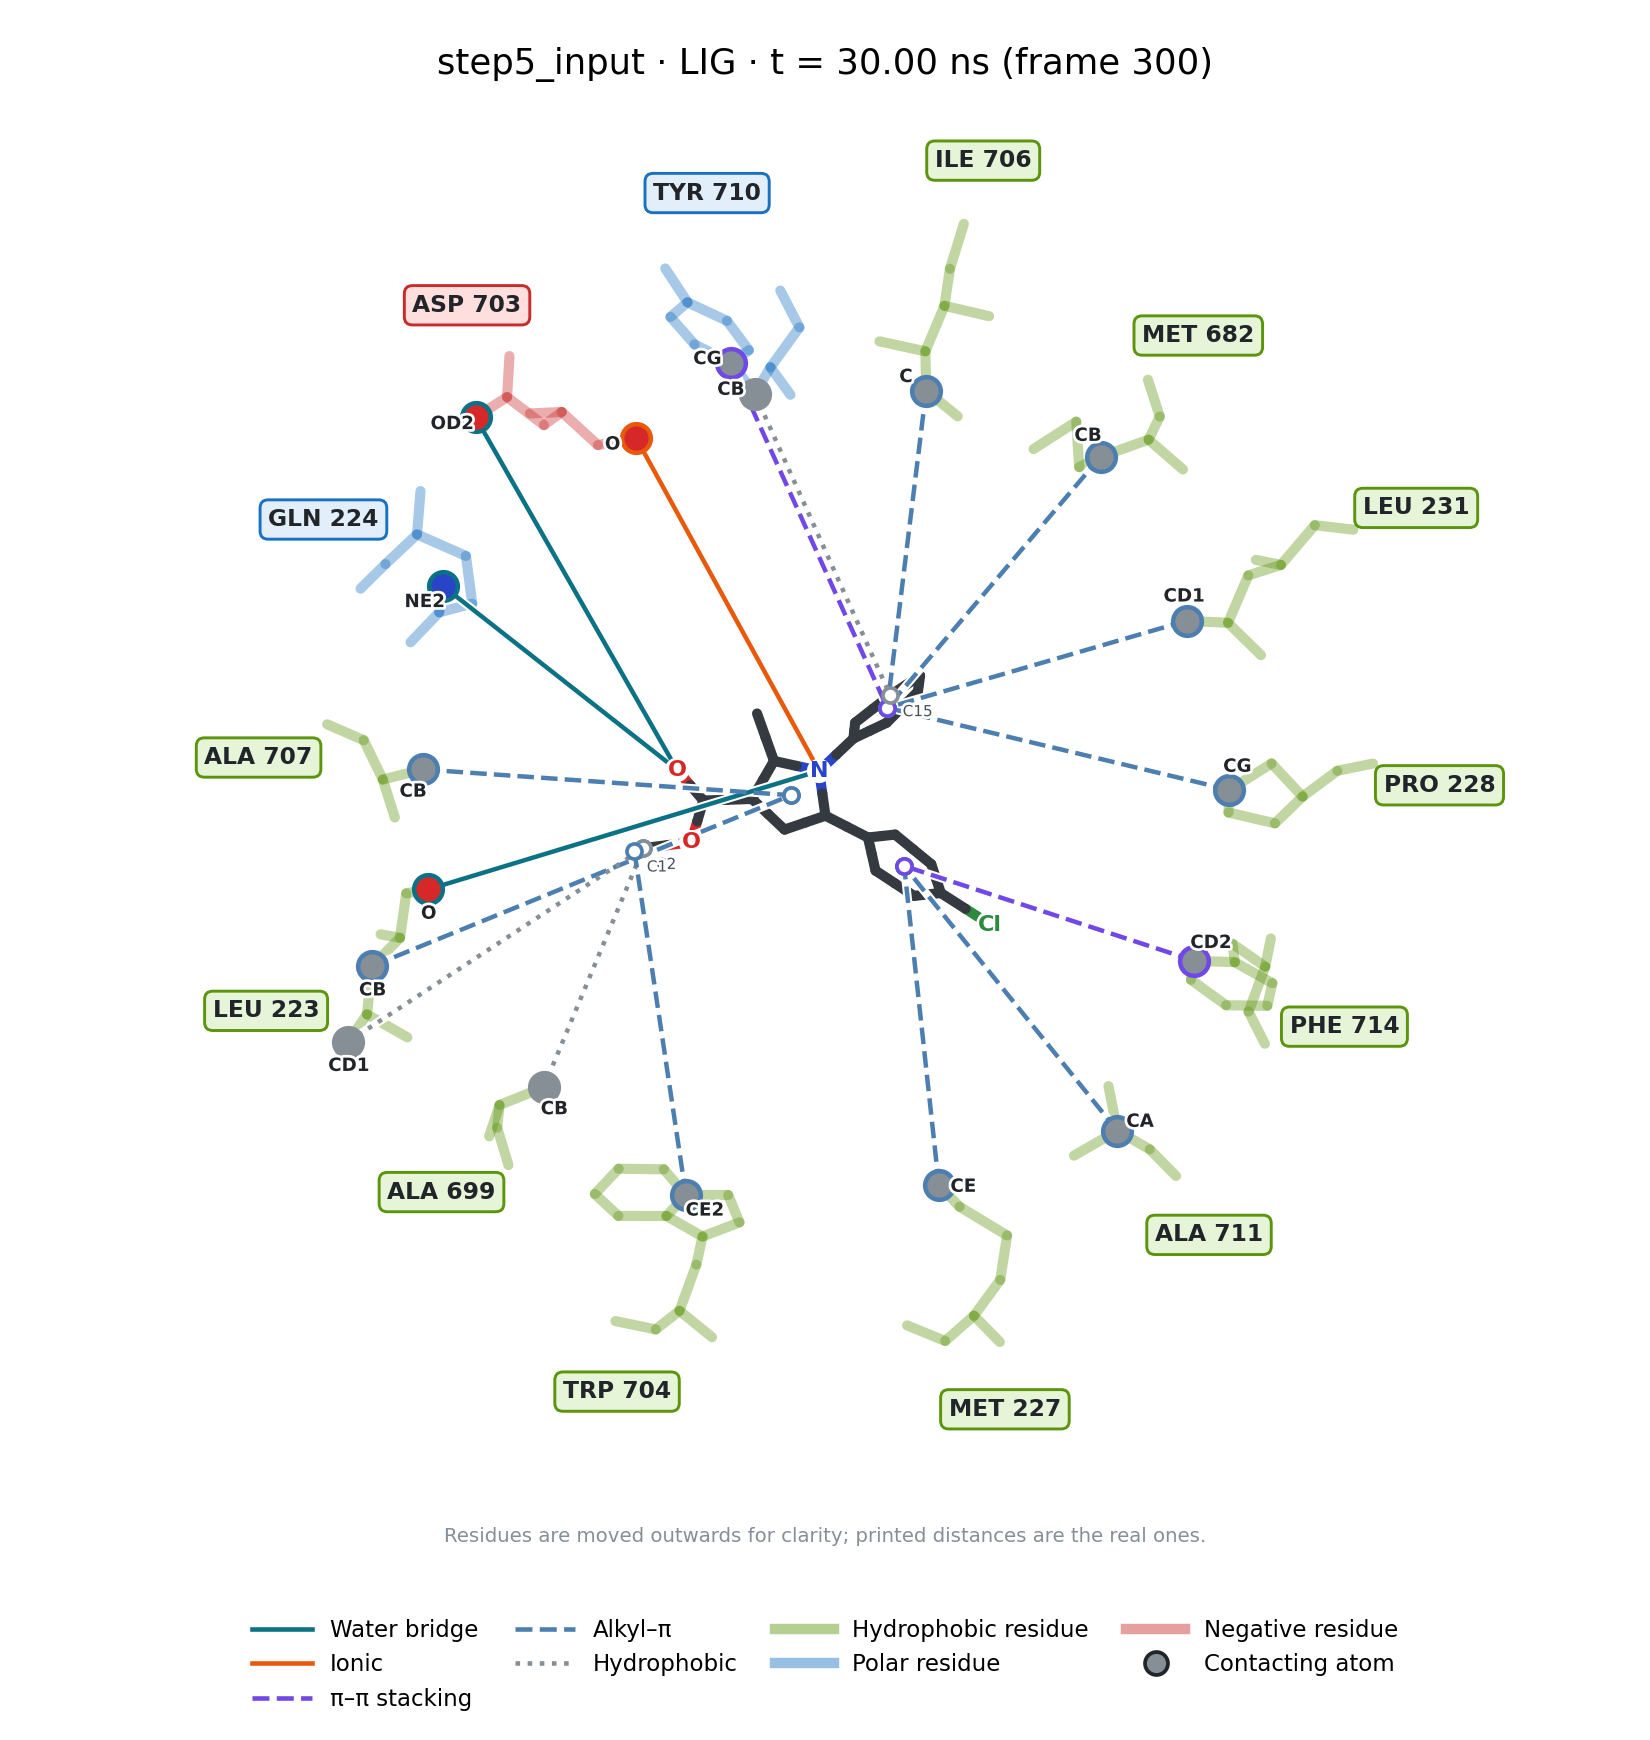 step5_input · LIG · t = 30.00 ns (frame 300)
ILE 706
TYR 710
ASP 703
MET 682
CG
CB
C
OD2
O
CB
LEU 231
GLN 224
NE2
CD1
C15
ALA 707
CB
O
N
CG
PRO 228
O
C12
O
Cl
CB
CD2
LEU 223
CD1
PHE 714
CB
CA
ALA 699
CE2
CE
ALA 711
TRP 704
MET 227
Residues are moved outwards for clarity; printed distances are the real ones.
Water bridge
Ionic
π–π stacking
Alkyl–π
Hydrophobic
Hydrophobic residue
Polar residue
Negative residue
Contacting atom